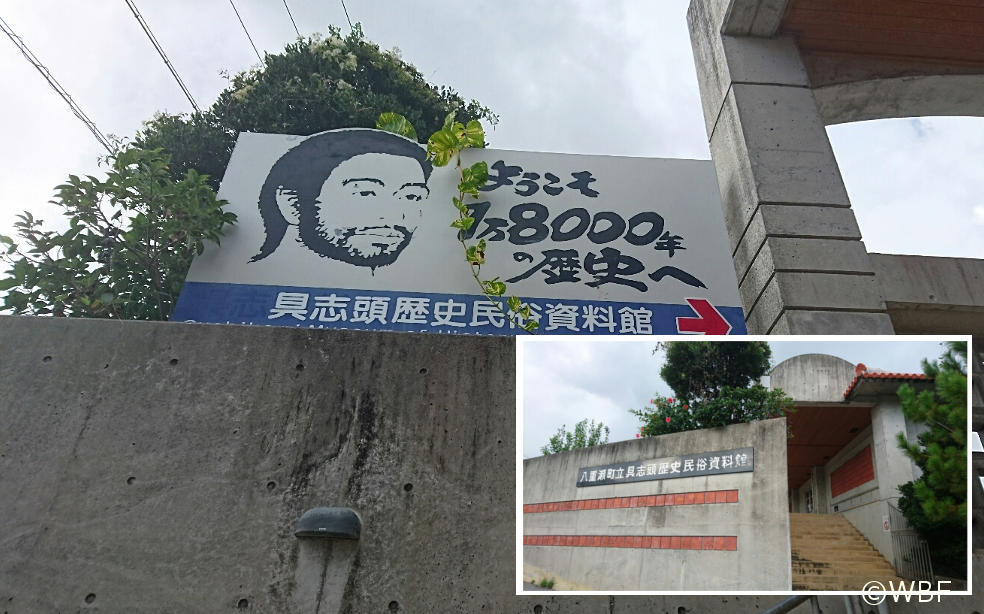 ようこそ
1万8000年
の歴史へ
具志頭歴史民俗資料館
八重瀬町立具志頭歴史民俗資料館
©WBF